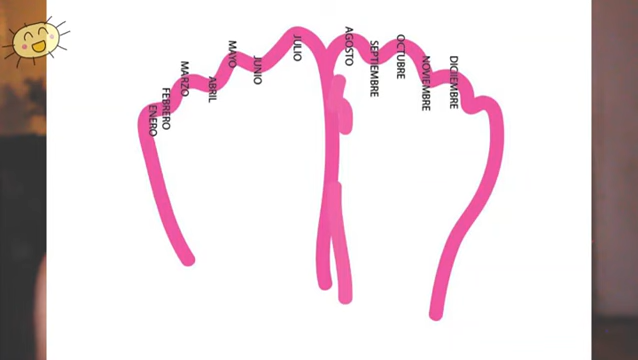 ENERO
FEBRERO
MARZO
ABRIL
MAYO
JUNIO
JULIO
AGOSTO
SEPTIEMBRE
OCTUBRE
NOVIEMBRE
DICIEMBRE